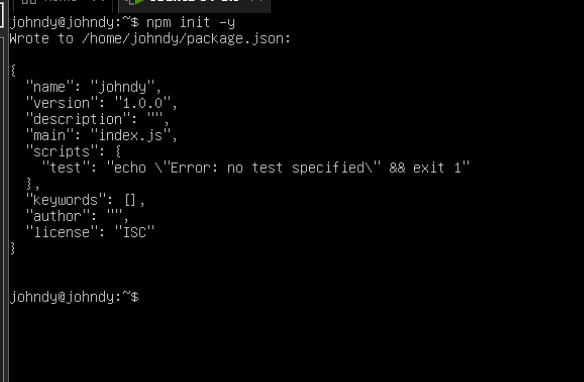 johndy@johndy:~$ npm init -y
Wrote to /home/johndy/package.json:
{
  "name": "johndy",
  "version": "1.0.0",
  "description": "",
  "main": "index.js",
  "scripts": {
    "test": "echo \"Error: no test specified\" && exit 1"
  },
  "keywords": [],
  "author": "",
  "license": "ISC"
}
johndy@johndy:~$